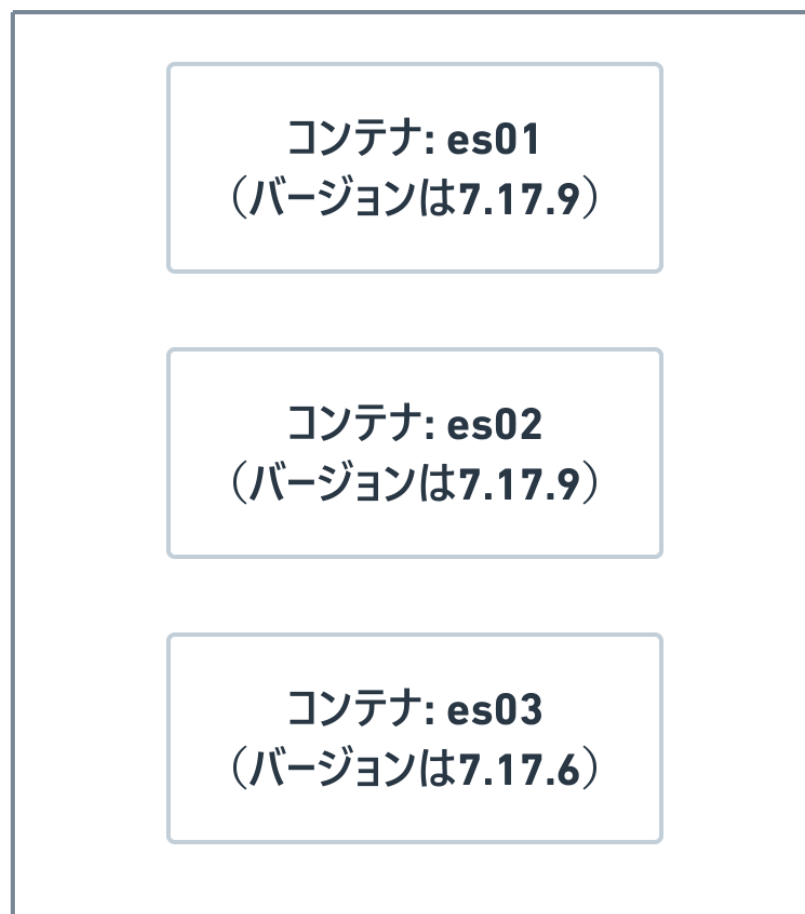 コンテナ: es01
（バージョンは7.17.9）
コンテナ: es02
（バージョンは7.17.9）
コンテナ: es03
（バージョンは7.17.6）